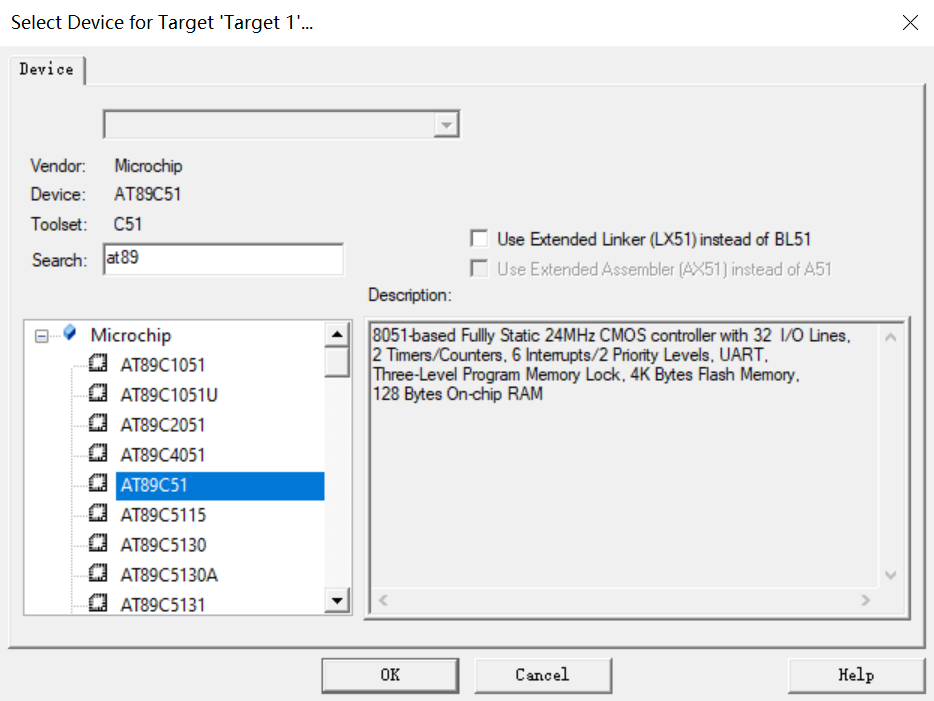 Select Device for Target 'Target 1'...
Device
Vendor: Microchip
Device: AT89C51
Toolset: C51
Search: at89
Use Extended Linker (LX51) instead of BL51
Use Extended Assembler (AX51) instead of A51
Description:
Microchip
AT89C1051
AT89C1051U
AT89C2051
AT89C4051
AT89C51
AT89C5115
AT89C5130
AT89C5130A
AT89C5131
8051-based Fullly Static 24MHz CMOS controller with 32 I/O Lines,
2 Timers/Counters, 6 Interrupts/2 Priority Levels, UART,
Three-Level Program Memory Lock, 4K Bytes Flash Memory,
128 Bytes On-chip RAM
OK
Cancel
Help